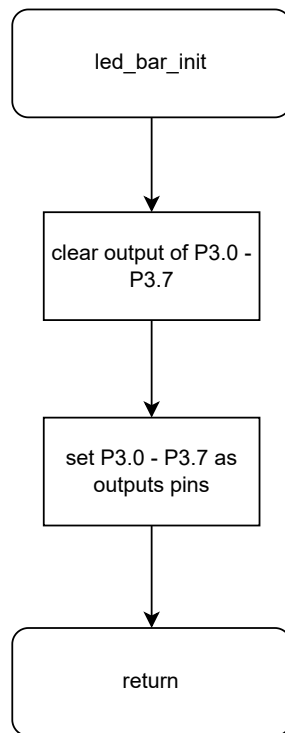 led_bar_init
clear output of P3.0 -
P3.7
set P3.0 - P3.7 as
outputs pins
return